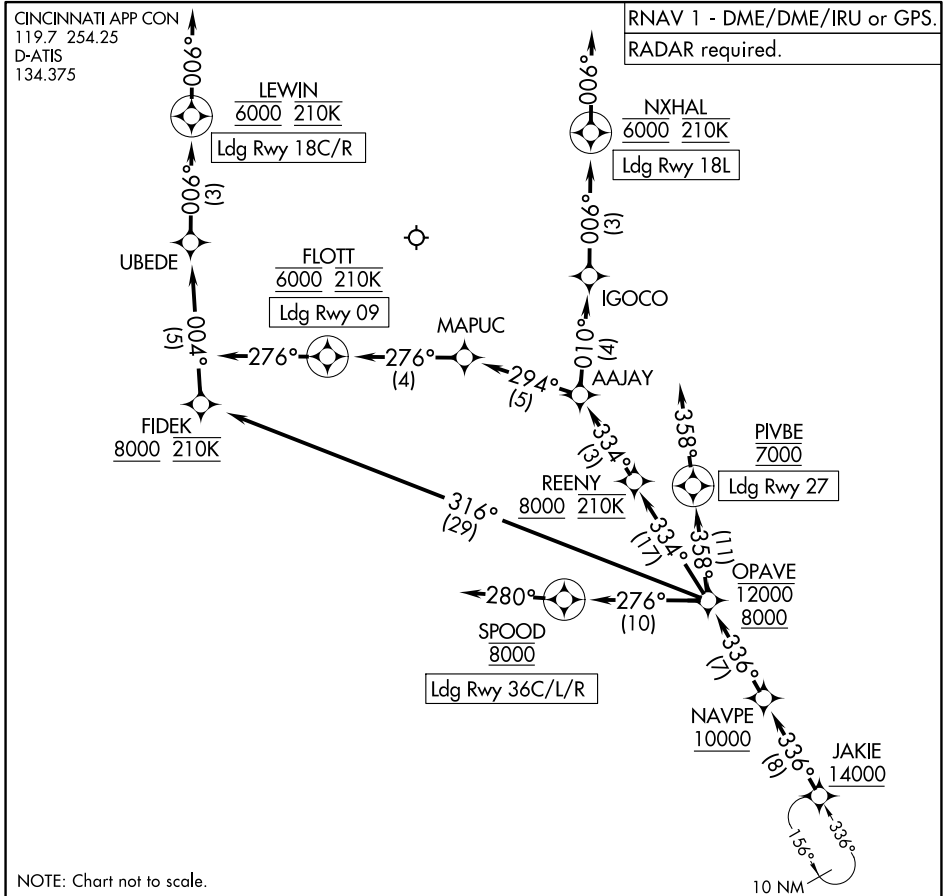 CINCINNATI APP CON
119.7 254.25
D-ATIS
134.375
RNAV 1 - DME/DME/IRU or GPS.
RADAR required.
006°
LEWIN
6000 210K
Ldg Rwy 18C/R
006°
(3)
UBEDE
004°
(5)
FIDEK
8000 210K
006°
NXHAL
6000 210K
Ldg Rwy 18L
006°
(3)
IGOCO
010°
(4)
AAJAY
FLOTT
6000 210K
Ldg Rwy 09
276°
276°
(4)
MAPUC
294°
(5)
334°
(3)
REENY
8000 210K
334°
(17)
358°
PIVBE
7000
Ldg Rwy 27
358°
(11)
316°
(29)
OPAVE
12000
8000
280°
SPOOD
8000
276°
(10)
Ldg Rwy 36C/L/R
336°
(7)
NAVPE
10000
336°
(8)
JAKIE
14000
156°
336°
10 NM
NOTE: Chart not to scale.